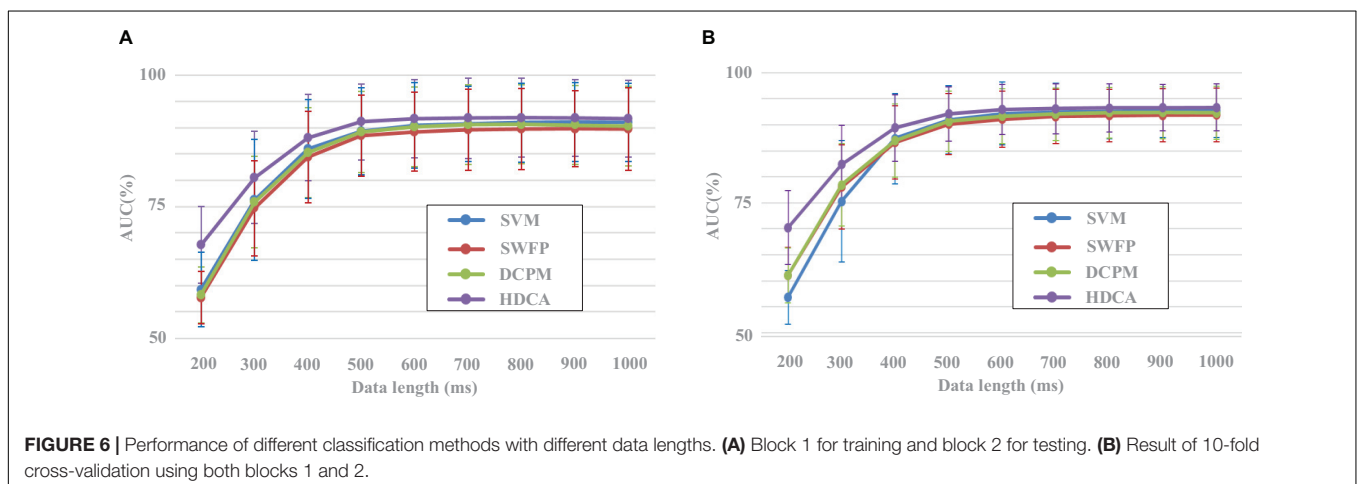 A
100
75
50
AUC(%)
SVM
SWFP
DCPM
HDCA
200 300 400 500 600 700 800 900 1000
Data length (ms)
B
100
75
50
AUC(%)
SVM
SWFP
DCPM
HDCA
200 300 400 500 600 700 800 900 1000
Data length (ms)
FIGURE 6 | Performance of different classification methods with different data lengths. (A) Block 1 for training and block 2 for testing. (B) Result of 10-fold
cross-validation using both blocks 1 and 2.